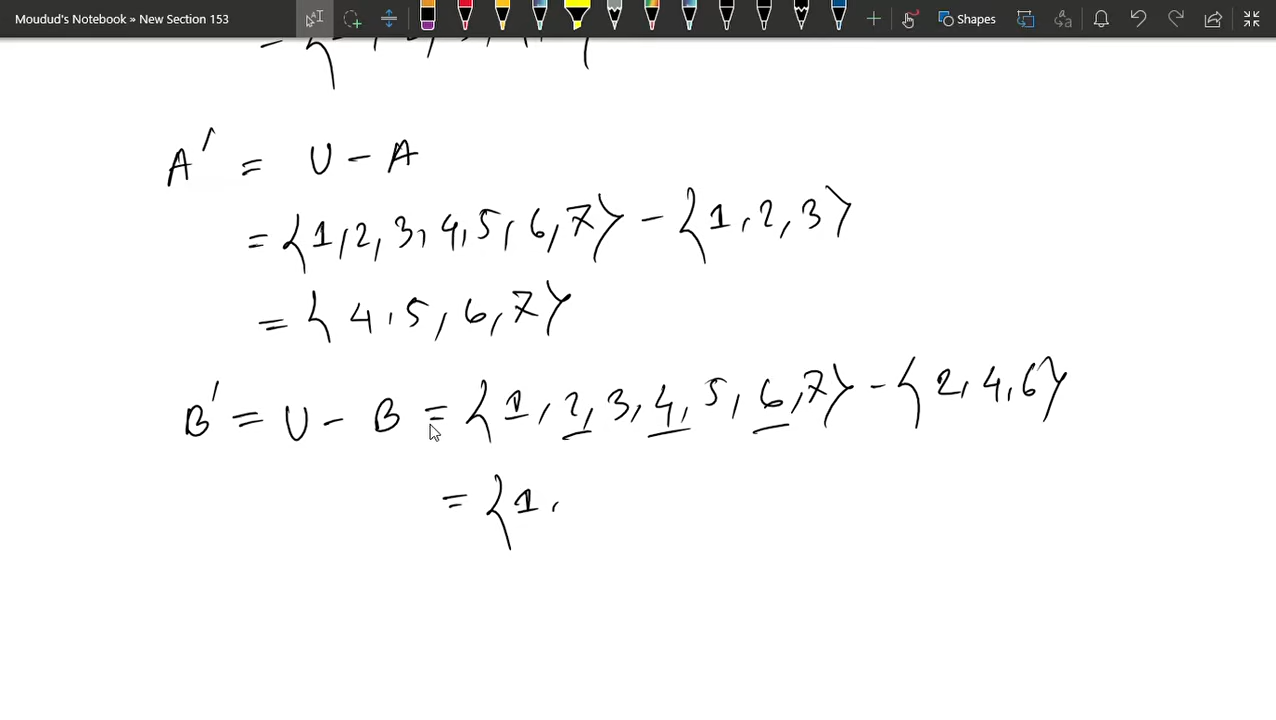 Moudud's Notebook » New Section 153
Shapes
A' = U - A
= {1, 2, 3, 4, 5, 6, 7} - {1, 2, 3}
= {4, 5, 6, 7}
B' = U - B = {1, 2, 3, 4, 5, 6, 7} - {2, 4, 6}
= {1,